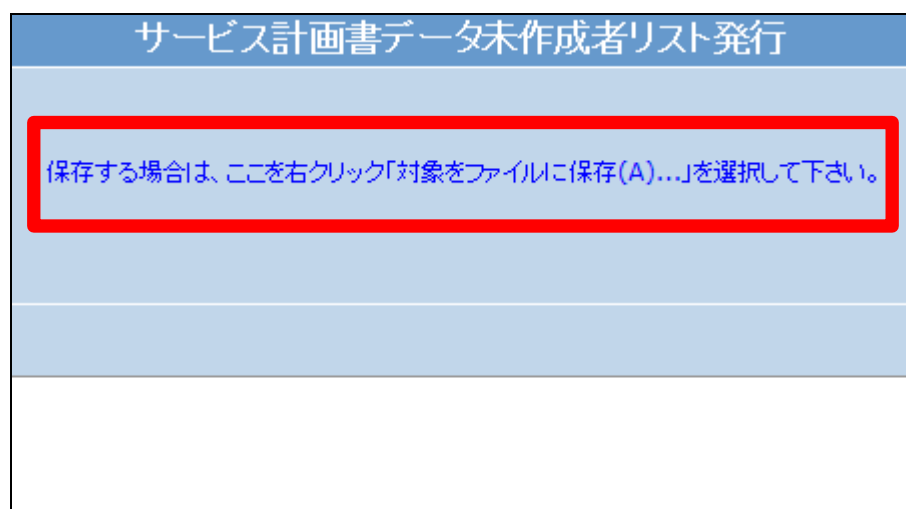 サービス計画書データ未作成者リスト発行
保存する場合は、ここを右クリック「対象をファイルに保存(A)...」を選択して下さい。